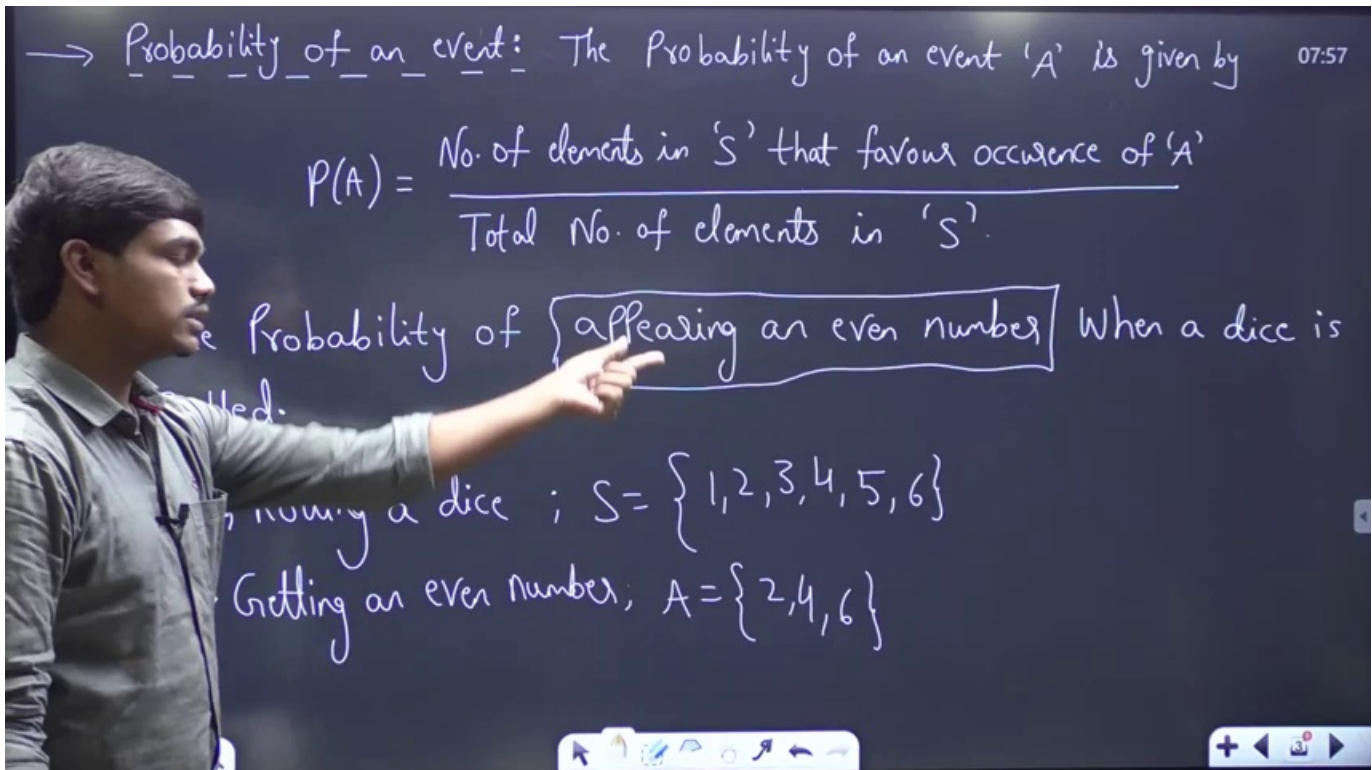 → Probability of an event: The Probability of an event 'A' is given by
07:57
P(A) = No. of elements in 'S' that favour occurence of 'A'
Total No. of elements in 'S'.
Probability of appearing an even number When a dice is
a dice ; S = {1,2,3,4,5,6}
Getting an even number; A = {2,4,6}
3